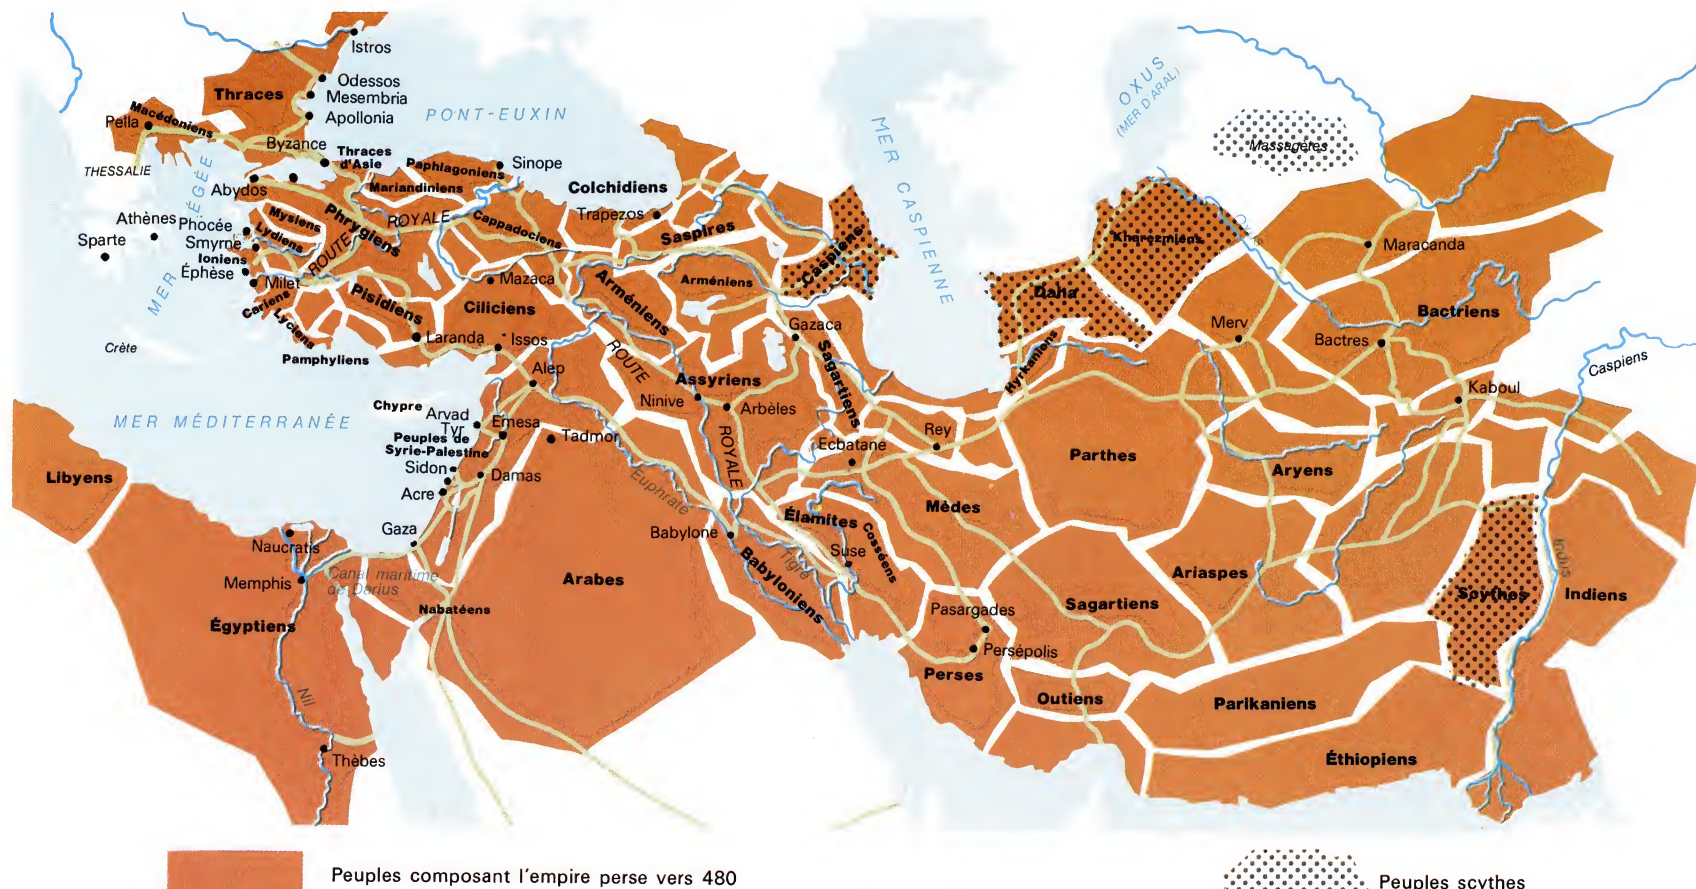 Istros
Odessos
Thraces
Mesembria
Macédoniens
Pella
Apollonia
PONT-EUXIN
Byzance
Thraces
d'Asie
THESSALIE
Paphlagoniens
Sinope
Mariandiniens
Abydos
Colchidiens
Trapezos
MER CASPIENNE
OXUS
(MER D'ARAL)
Massagètes
Athènes
Sparte
MER ÉGÉE
Phocée
Smyrne
Mysiens
Lydiens
Ioniens
Éphèse
Milet
Phrygiens
ROUTE ROYALE
Cappadociens
Saspires
Caspiens
Kharezmiens
Oxus
Maracanda
Cariens
Lyciens
Pisidiens
Mazaca
Ciliciens
Arméniens
Arméniens
Daha
Merv
Bactriens
Bactres
Crète
Pamphyliens
Laranda
Issos
Gazaca
Sagartiens
Hyrkaniens
Caspiens
Kaboul
Alep
ROUTE ROYALE
Assyriens
Ninive
Arbèles
MER MÉDITERRANÉE
Chypre
Arvad
Tyr
Emesa
Tadmor
Peuples de
Syrie-Palestine
Sidon
Damas
Acre
Ecbatane
Rey
Parthes
Aryens
Libyens
Euphrate
Gaza
Naucratis
Memphis
Canal maritime
de Darius
Babylone
Babyloniens
Tigre
Élamites
Cosséens
Suse
Mèdes
Ariaspes
Scythes
Indus
Indiens
Arabes
Nabatéens
Égyptiens
Nil
Thèbes
Pasargades
Persépolis
Perses
Sagartiens
Outiens
Parikaniens
Éthiopiens
Peuples composant l'empire perse vers 480
Peuples scythes